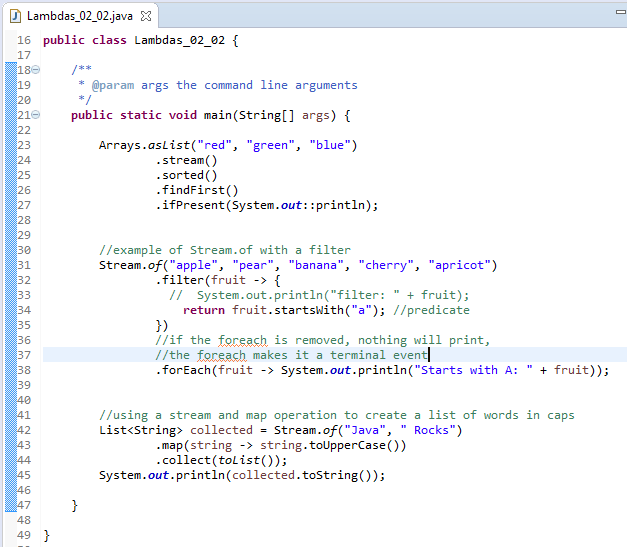 Lambdas_02_02.java
16 public class Lambdas_02_02 {
17
18 /**
19 * @param args the command line arguments
20 */
21 public static void main(String[] args) {
22
23 Arrays.asList("red", "green", "blue")
24 .stream()
25 .sorted()
26 .findFirst()
27 .ifPresent(System.out::println);
28
29
30 //example of Stream.of with a filter
31 Stream.of("apple", "pear", "banana", "cherry", "apricot")
32 .filter(fruit -> {
33 //  System.out.println("filter: " + fruit);
34 return fruit.startsWith("a"); //predicate
35 })
36 //if the foreach is removed, nothing will print,
37 //the foreach makes it a terminal event
38 .forEach(fruit -> System.out.println("Starts with A: " + fruit));
39
40
41 //using a stream and map operation to create a list of words in caps
42 List<String> collected = Stream.of("Java", " Rocks")
43 .map(string -> string.toUpperCase())
44 .collect(toList());
45 System.out.println(collected.toString());
46
47 }
48
49 }